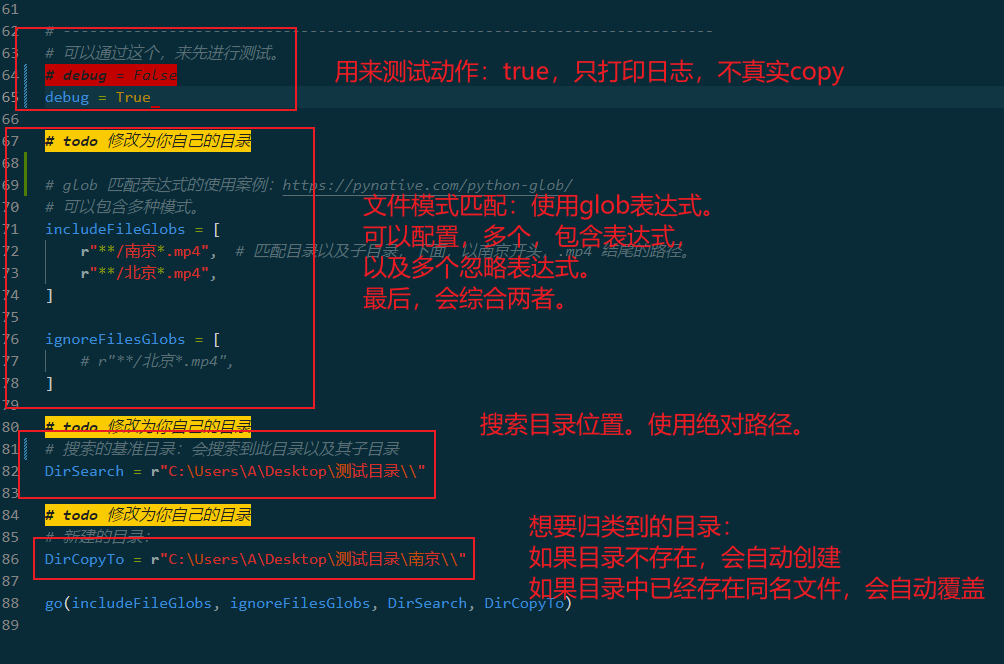 61
62 # --------------------------------------------------------------------------
63 # 可以通过这个，来先进行测试。
64 # debug = False
65 debug = True
用来测试动作：true，只打印日志，不真实copy
66
67 # todo 修改为你自己的目录
68
69 # glob 匹配表达式的使用案例：https://pynative.com/python-glob/
70 # 可以包含多种模式。
文件模式匹配：使用glob表达式。
71 includeFileGlobs = [
可以配置，多个，包含表达式，
72 r"**/南京*.mp4", # 匹配目录以及子目录，下面，以南京开头，.mp4 结尾的路径。
73 r"**/北京*.mp4",
以及多个忽略表达式。
74 ]
最后，会综合两者。
75
76 ignoreFilesGlobs = [
77 # r"**/北京*.mp4",
78 ]
79
80 # todo 修改为你自己的目录
搜索目录位置。使用绝对路径。
81 # 搜索的基准目录：会搜索到此目录以及其子目录
82 DirSearch = r"C:\Users\A\Desktop\测试目录\\"
83
84 # todo 修改为你自己的目录
85 # 新建的目录：
想要归类到的目录：
86 DirCopyTo = r"C:\Users\A\Desktop\测试目录\南京\\"
如果目录不存在，会自动创建
87
如果目录中已经存在同名文件，会自动覆盖
88 go(includeFileGlobs, ignoreFilesGlobs, DirSearch, DirCopyTo)
89